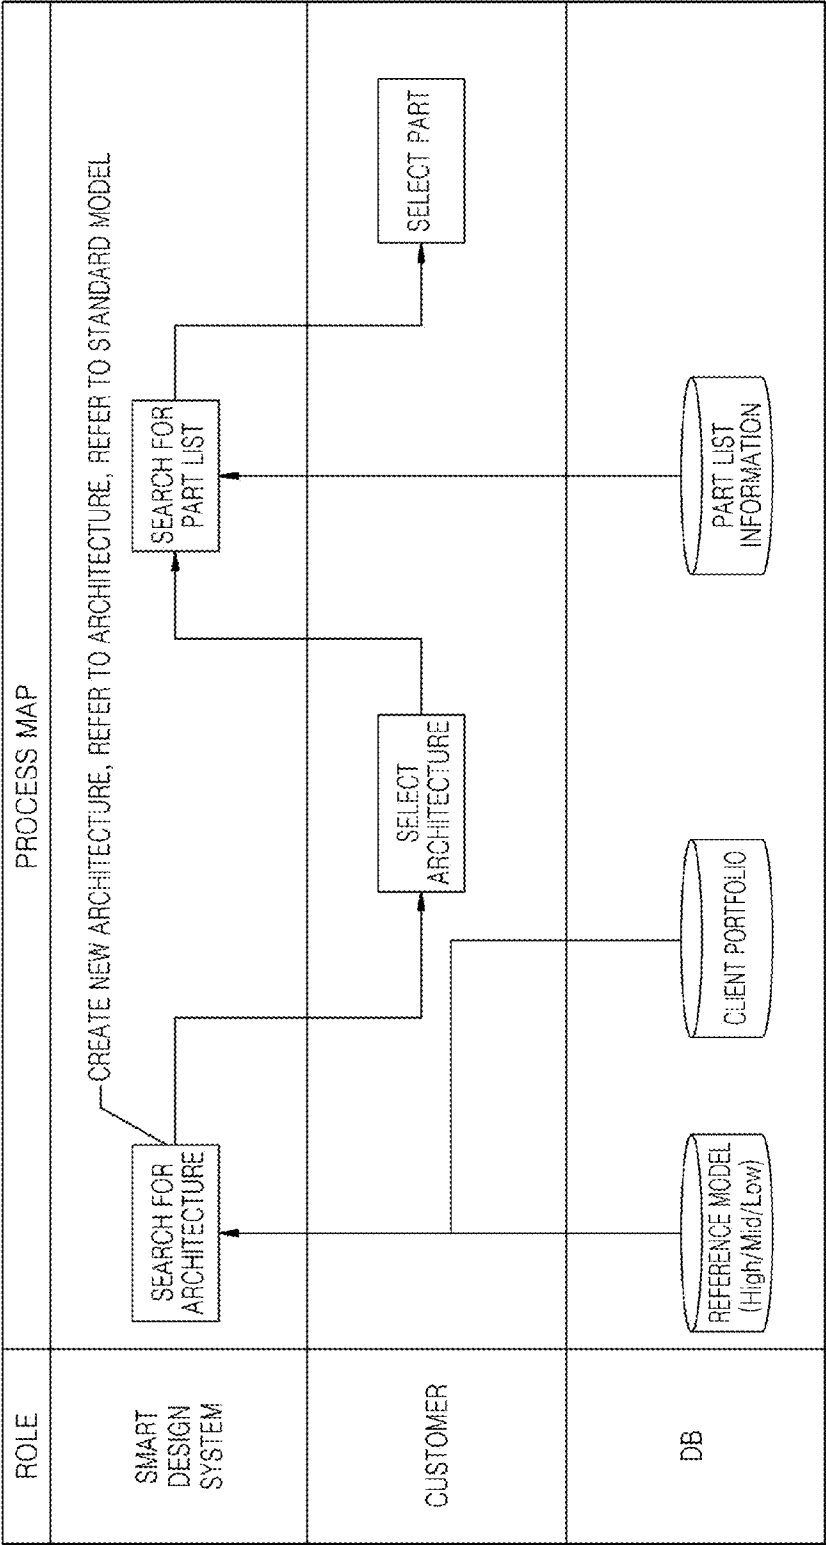 ROLE
PROCESS MAP
SMART
DESIGN
SYSTEM
CREATE NEW ARCHITECTURE, REFER TO ARCHITECTURE, REFER TO STANDARD MODEL
SEARCH FOR
ARCHITECTURE
SEARCH FOR
PART LIST
CUSTOMER
SELECT
ARCHITECTURE
SELECT PART
DB
REFERENCE MODEL
(High/Mid/Low)
CLIENT PORTFOLIO
PART LIST
INFORMATION